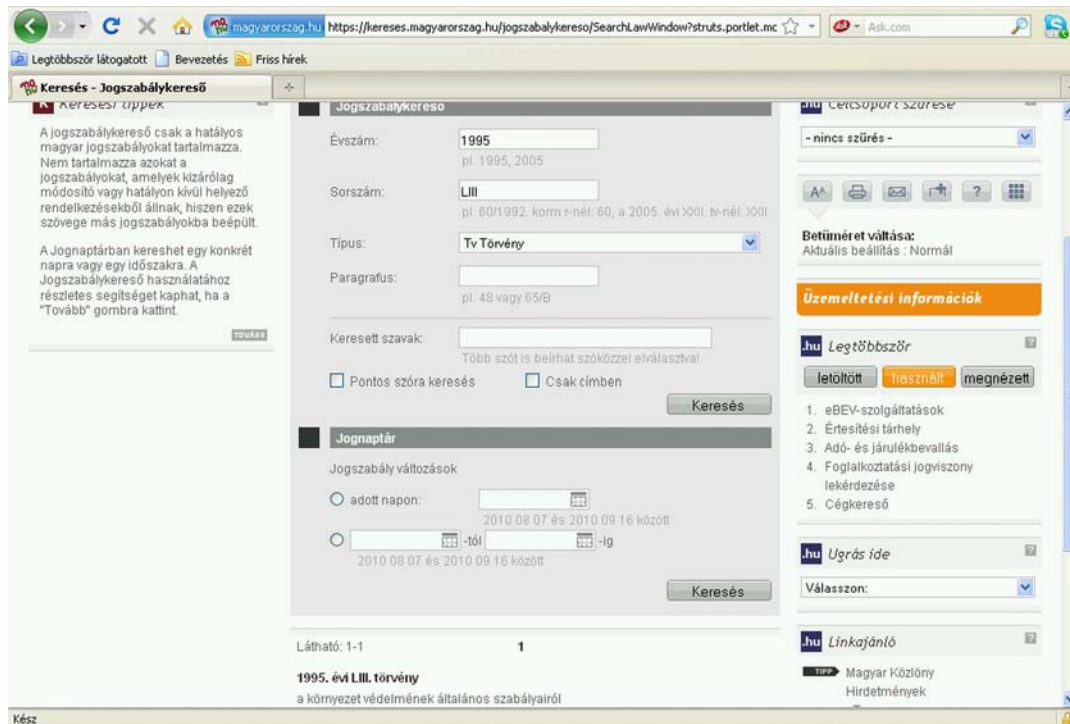 magyarorszag.hu https://kereses.magyarorszag.hu/jogszabalykereso/SearchLawWindow?struts.portlet.mc
Ask.com
Legtöbbször látogatott Bevezetés Friss hírek
Keresés - Jogszabálykereső
Keresési tippek
A jogszabálykereső csak a hatályos
magyar jogszabályokat tartalmazza.
Nem tartalmazza azokat a
jogszabályokat, amelyek kizárólag
módosító vagy hatályon kívül helyező
rendelkezésekből állnak, hiszen ezek
szövege más jogszabályokba beépült.
A Jognaptárban kereshet egy konkrét
napra vagy egy időszakra. A
Jogszabálykereső használatához
részletes segítséget kaphat, ha a
"Tovább" gombra kattint.
TOVÁBB
Jogszabálykereső
Évszám: 1995
pl. 1995, 2005
Sorszám: LIII
pl. 60/1992. korm r-nél: 60, a 2005. évi XXII. tv-nél: XXII
Típus: Tv Törvény
Paragrafus:
pl. 48 vagy 65/B
Keresett szavak:
Több szót is beírhat szóközzel elválasztva!
Pontos szóra keresés Csak címben
Keresés
Jognaptár
Jogszabály változások
adott napon:
2010 08 07 és 2010 09 16 között
-tól -ig
2010 08 07 és 2010 09 16 között
Keresés
Látható: 1-1 1
1995. évi LIII. törvény
a környezet védelmének általános szabályairól
.hu Célcsoport szűrése
- nincs szűrés -
AA ?
Betűméret váltása:
Aktuális beállítás : Normál
Üzemeltetési információk
.hu Legtöbbször ?
letöltött használt megnézett
1. eBEV-szolgáltatások
2. Értesítési tárhely
3. Adó- és járulékbevallás
4. Foglalkoztatási jogviszony
lekérdezése
5. Cégkereső
.hu Ugrás ide ?
Válasszon:
.hu Linkajánló ?
TIPP Magyar Közlöny
Hirdetmények
Kész